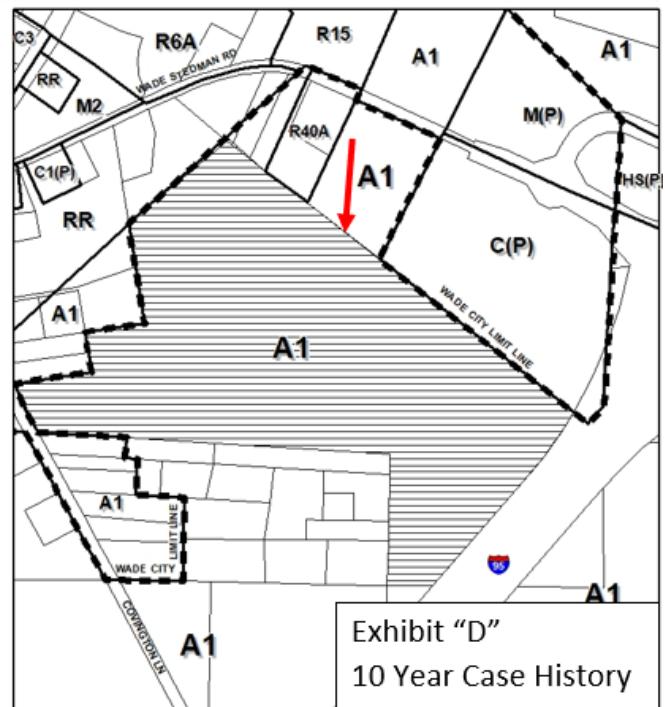 C3
R6A
R15
A1
A1
RR
WADE STEDMAN RD
M2
M(P)
R40A
C1(P)
A1
HS(P)
RR
C(P)
A1
WADE CITY LIMIT LINE
A1
A1
LIMIT LINE
WADE CITY
95
A1
COVINGTON LN
A1
Exhibit “D”
10 Year Case History